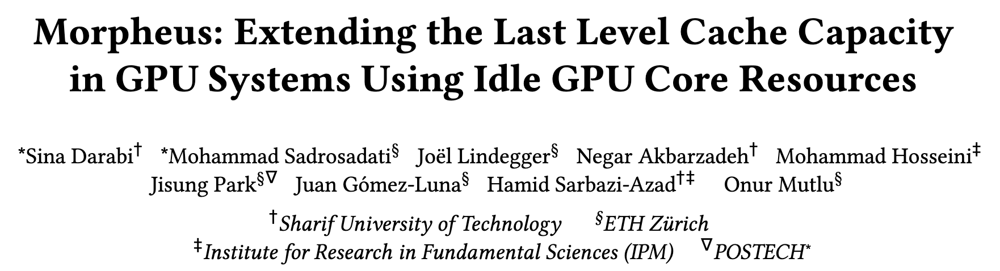 Morpheus: Extending the Last Level Cache Capacity
in GPU Systems Using Idle GPU Core Resources
*Sina Darabi† *Mohammad Sadrosadati§ Joël Lindegger§ Negar Akbarzadeh† Mohammad Hosseini‡
Jisung Park§∇ Juan Gómez-Luna§ Hamid Sarbazi-Azad†‡ Onur Mutlu§
†Sharif University of Technology §ETH Zürich
‡Institute for Research in Fundamental Sciences (IPM) ∇POSTECH*